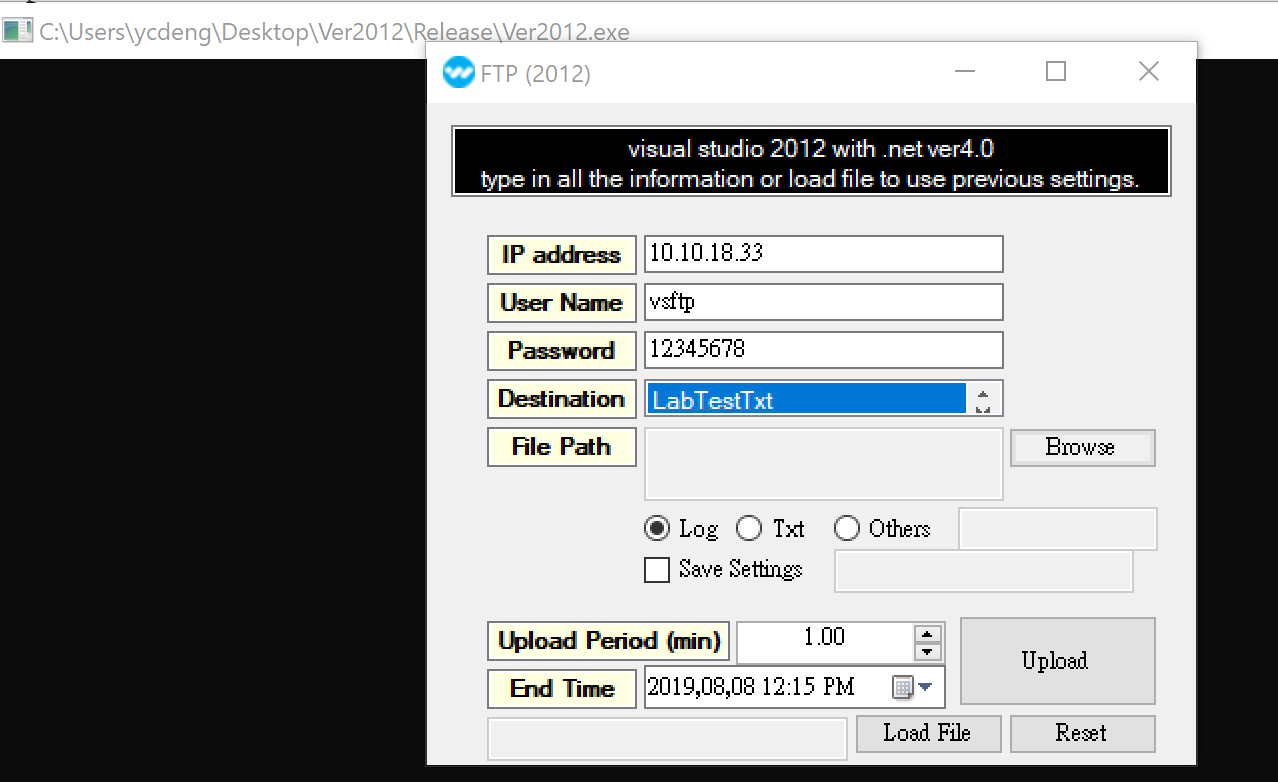 C:\Users\ycdeng\Desktop\Ver2012\Release\Ver2012.exe
FTP (2012)
visual studio 2012 with .net ver4.0
type in all the information or load file to use previous settings.
IP address 10.10.18.33
User Name vsftp
Password 12345678
Destination LabTestTxt
File Path Browse
Log Txt Others
Save Settings
Upload Period (min) 1.00
Upload
End Time 2019,08,08 12:15 PM
Load File Reset